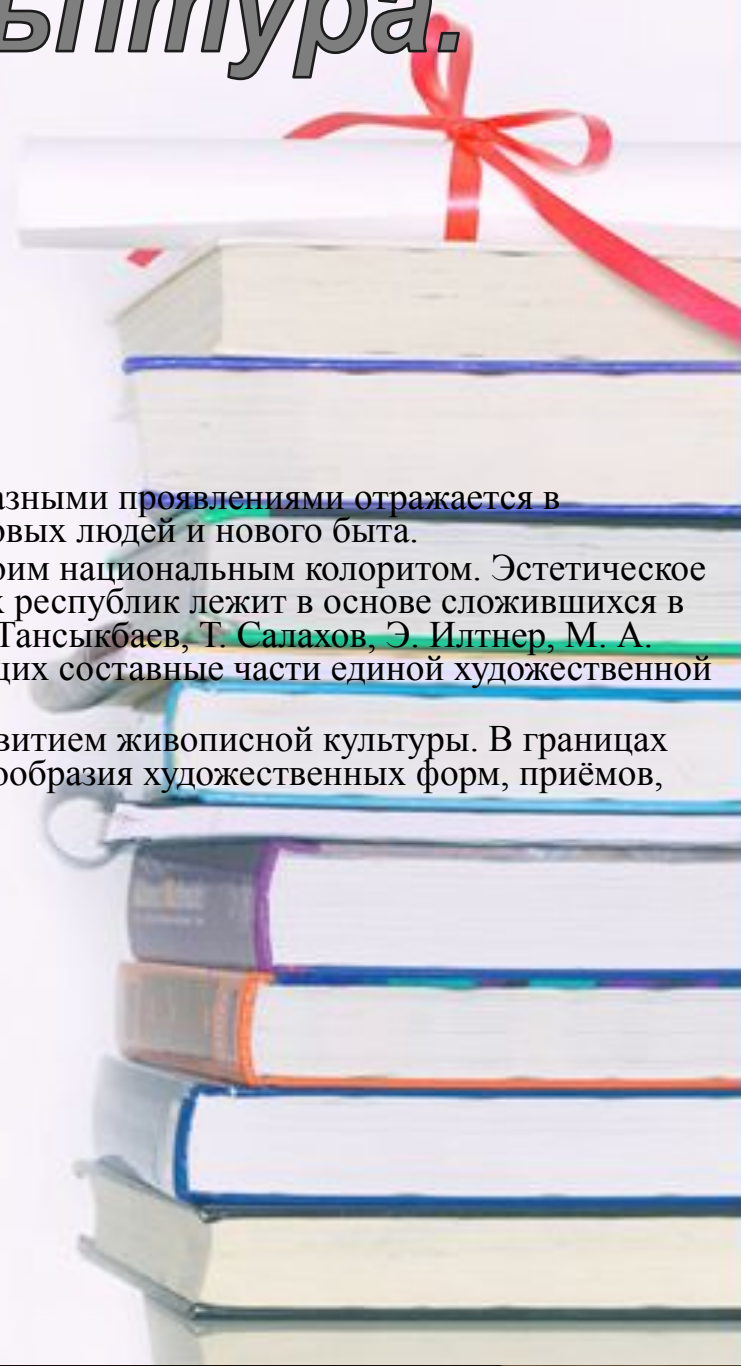 ьптура.
азными проявлениями отражается в
овых людей и нового быта.
оим национальным колоритом. Эстетическое
х республик лежит в основе сложившихся в
Тансыкбаев, Т. Салахов, Э. Илтнер, М. А.
щих составные части единой художественной
витием живописной культуры. В границах
ообразия художественных форм, приёмов,